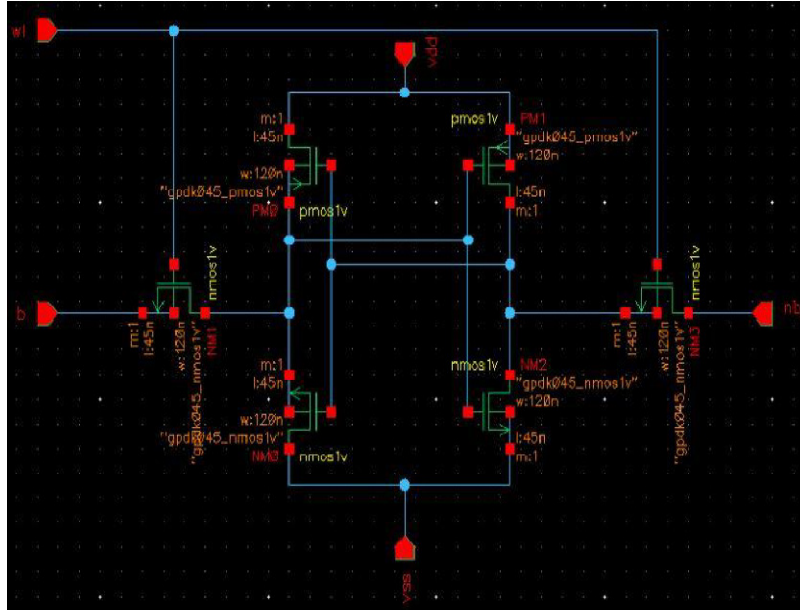 wl
vdd
m:1
l:45n
w:120n
"gpdk045_pmos1v"
PM0
pmos1v
pmos1v
PM1
"gpdk045_pmos1v"
w:120n
l:45n
m:1
b
nmos1v
m:1
l:45n
w:120n
"gpdk045_nmos1v"
NM1
nmos1v
m:1
l:45n
w:120n
"gpdk045_nmos1v"
NM3
nb
m:1
l:45n
w:120n
"gpdk045_nmos1v"
NM0
nmos1v
nmos1v
NM2
"gpdk045_nmos1v"
w:120n
l:45n
m:1
vss